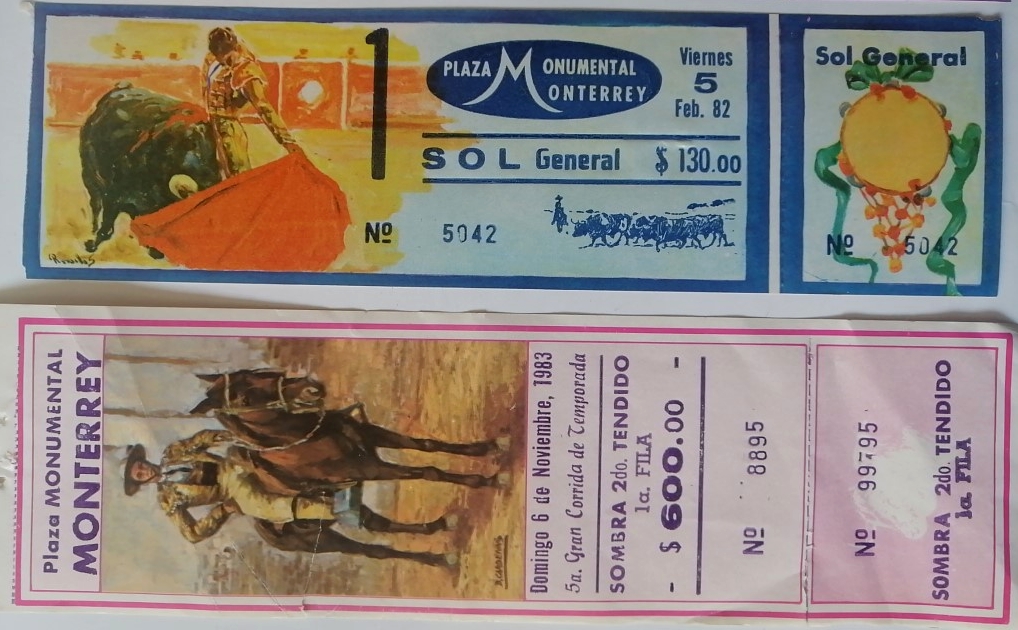 1
PLAZA MONUMENTAL
MONTERREY
Viernes
5
Feb. 82
SOL General $ 130.00
Nº 5042
Sol General
Nº 5042
Plaza MONUMENTAL
MONTERREY
R.CARDENAS
Domingo 6 de Noviembre, 1983
5a. Gran Corrida de Temporada
SOMBRA 2do. TENDIDO
1a. FILA
- $ 600.00 -
Nº 8895
Nº 99795
SOMBRA 2do. TENDIDO
1a FILA